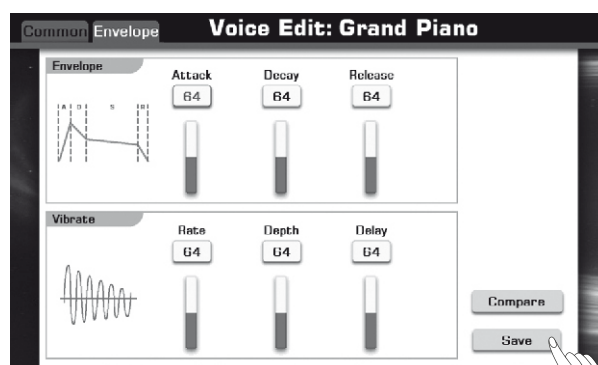 Common Envelope Voice Edit: Grand Piano
Envelope
Attack Decay Release
64 64 64
A D S R
Vibrate
Rate Depth Delay
64 64 64
Compare
Save